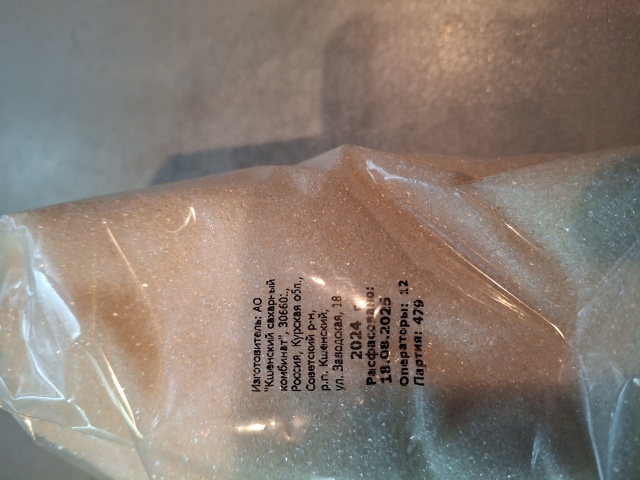 Изготовитель: АО
"Кшенский сахарный
комбинат", 30660
Россия, Курская обл.,
Советский р-н,
р.п. Кшенский,
ул. Заводская, 18
2024 г
Расфасовано:
18.08.2025
Операторы: 12
Партия: 479